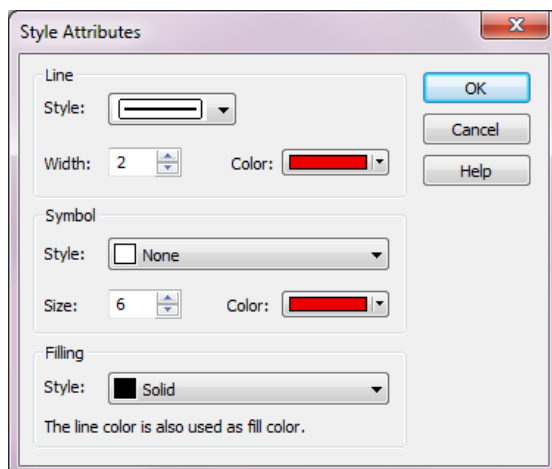 Style Attributes
Line
Style:
Width: 2 Color:
Symbol
Style: None
Size: 6 Color:
Filling
Style: Solid
The line color is also used as fill color.
OK
Cancel
Help